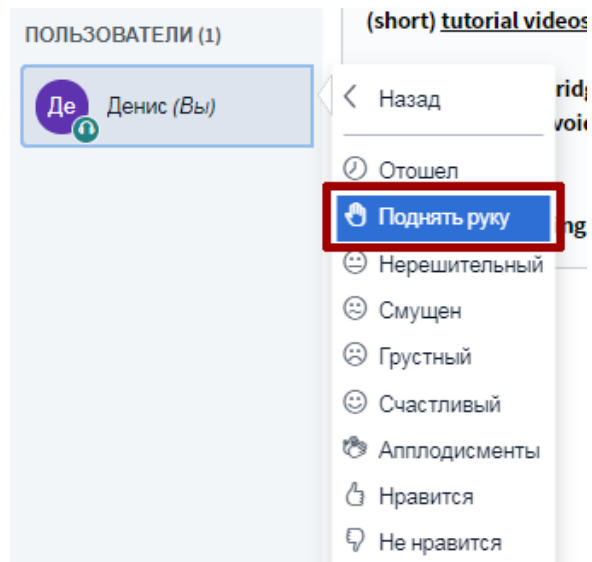 ПОЛЬЗОВАТЕЛИ (1)
(short) tutorial videos
Де
Денис (Вы)
Назад
Отошел
Поднять руку
Нерешительный
Смущен
Грустный
Счастливый
Апплодисменты
Нравится
Не нравится